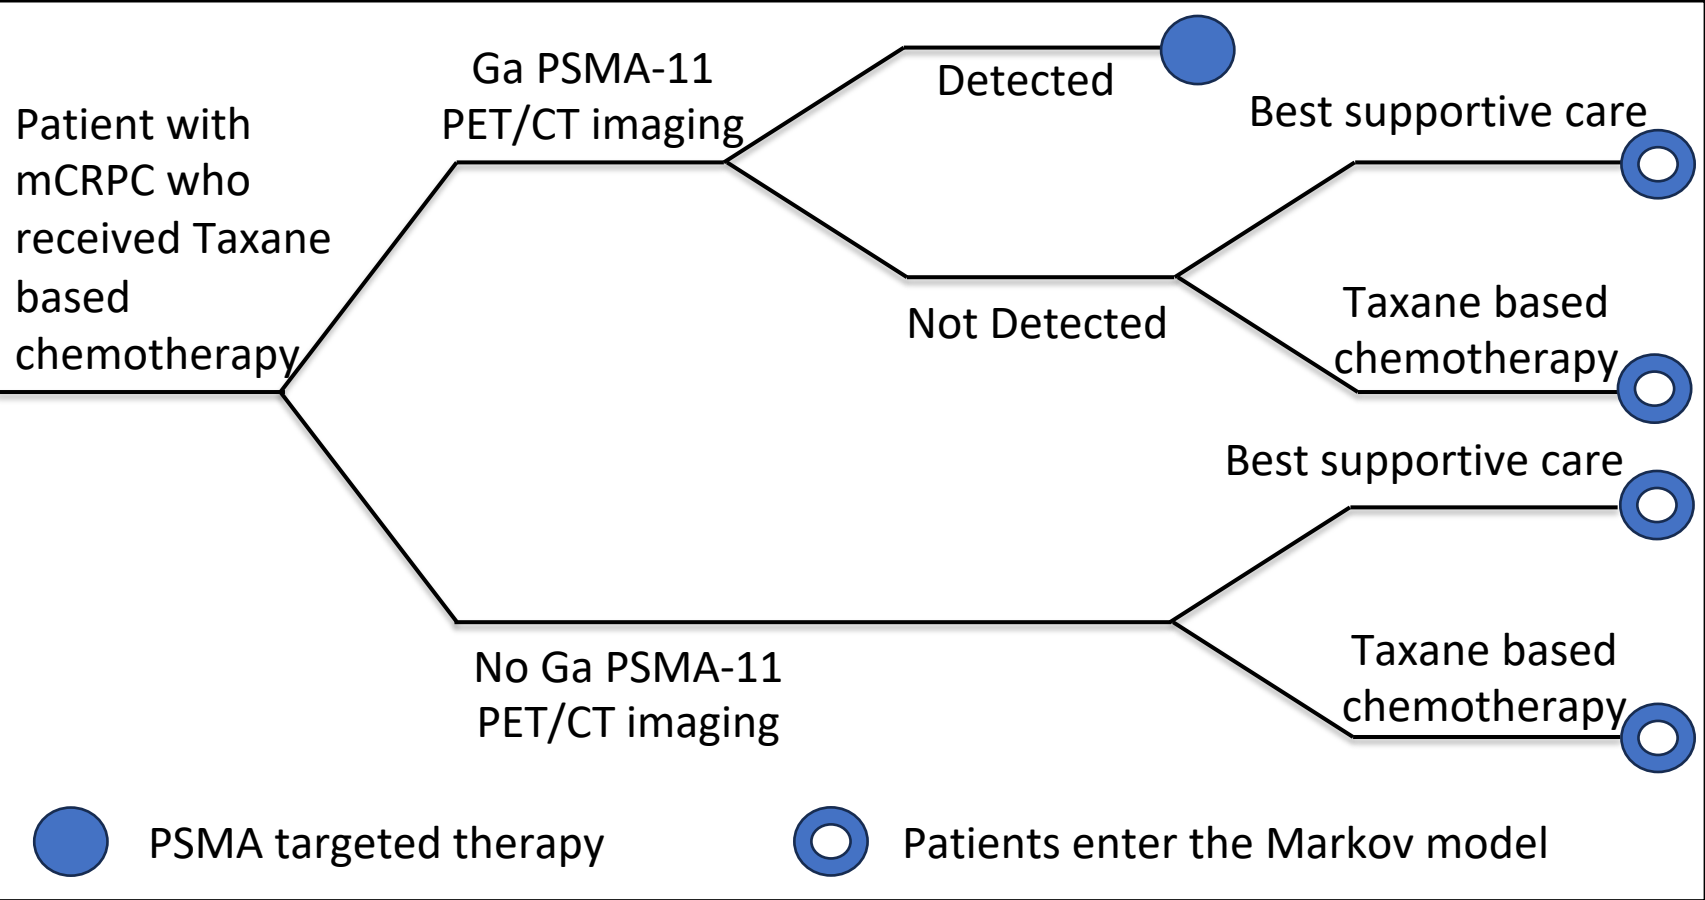 Patient with
mCRPC who
received Taxane
based
chemotherapy
Ga PSMA-11
PET/CT imaging
Detected
Not Detected
Best supportive care
Taxane based
chemotherapy
No Ga PSMA-11
PET/CT imaging
Best supportive care
Taxane based
chemotherapy
PSMA targeted therapy
Patients enter the Markov model